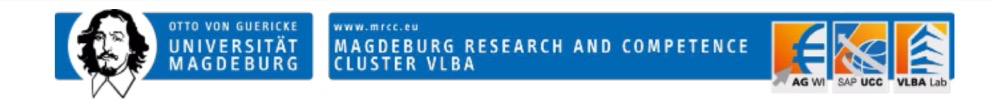 OTTO VON GUERICKE
UNIVERSITÄT
MAGDEBURG
www.mrcc.eu
MAGDEBURG RESEARCH AND COMPETENCE
CLUSTER VLBA
AG WI
SAP UCC
VLBA Lab